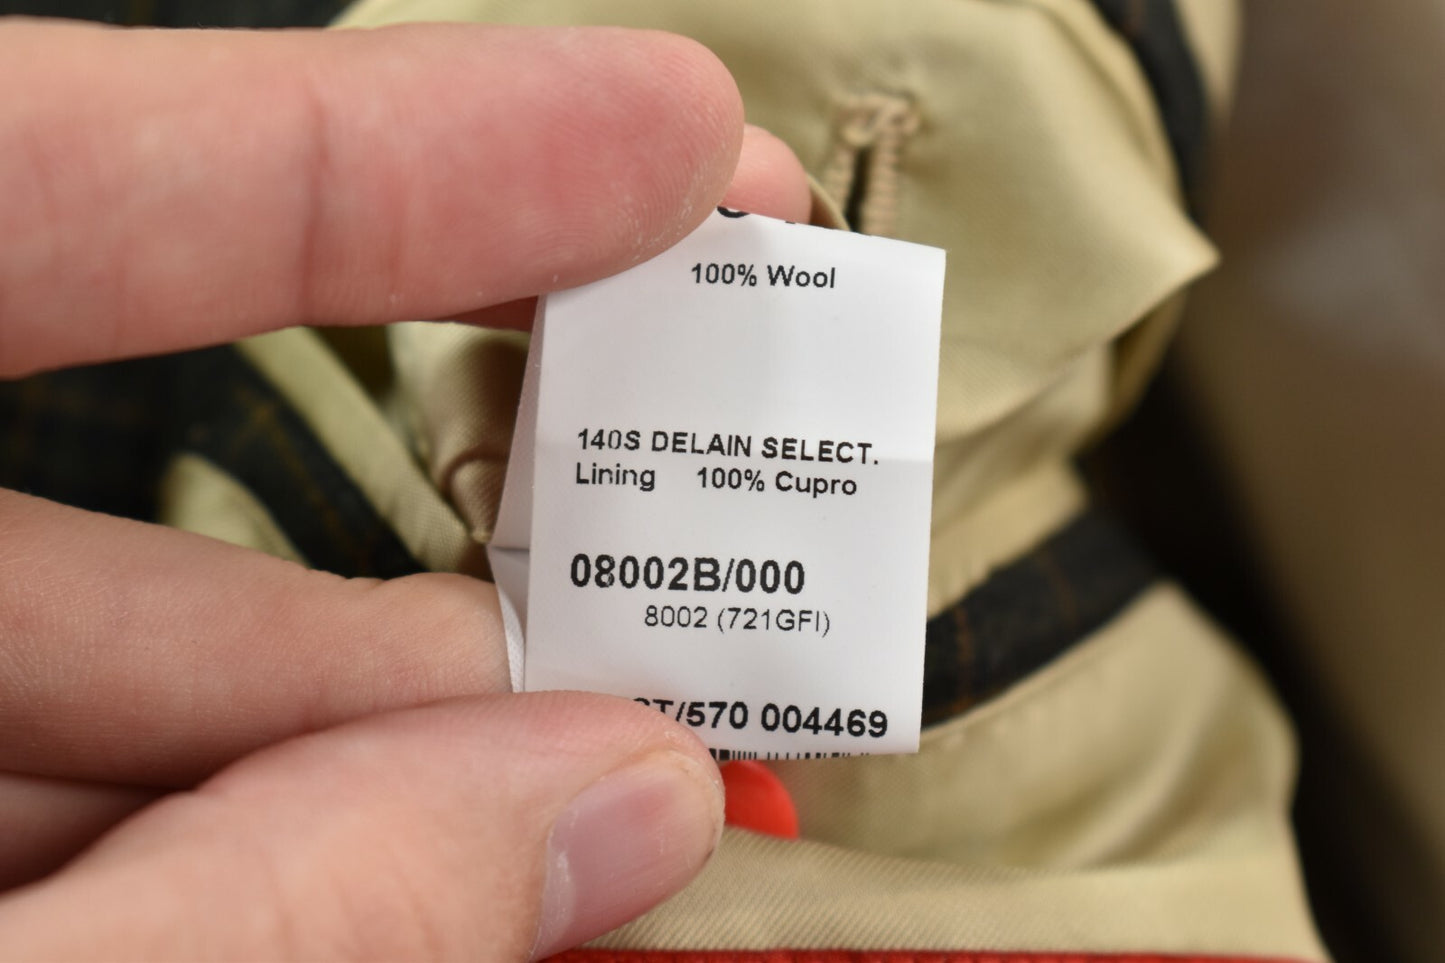 100% Wool
140S DELAIN SELECT.
Lining 100% Cupro
08002B/000
8002 (721GFI)
/570 004469